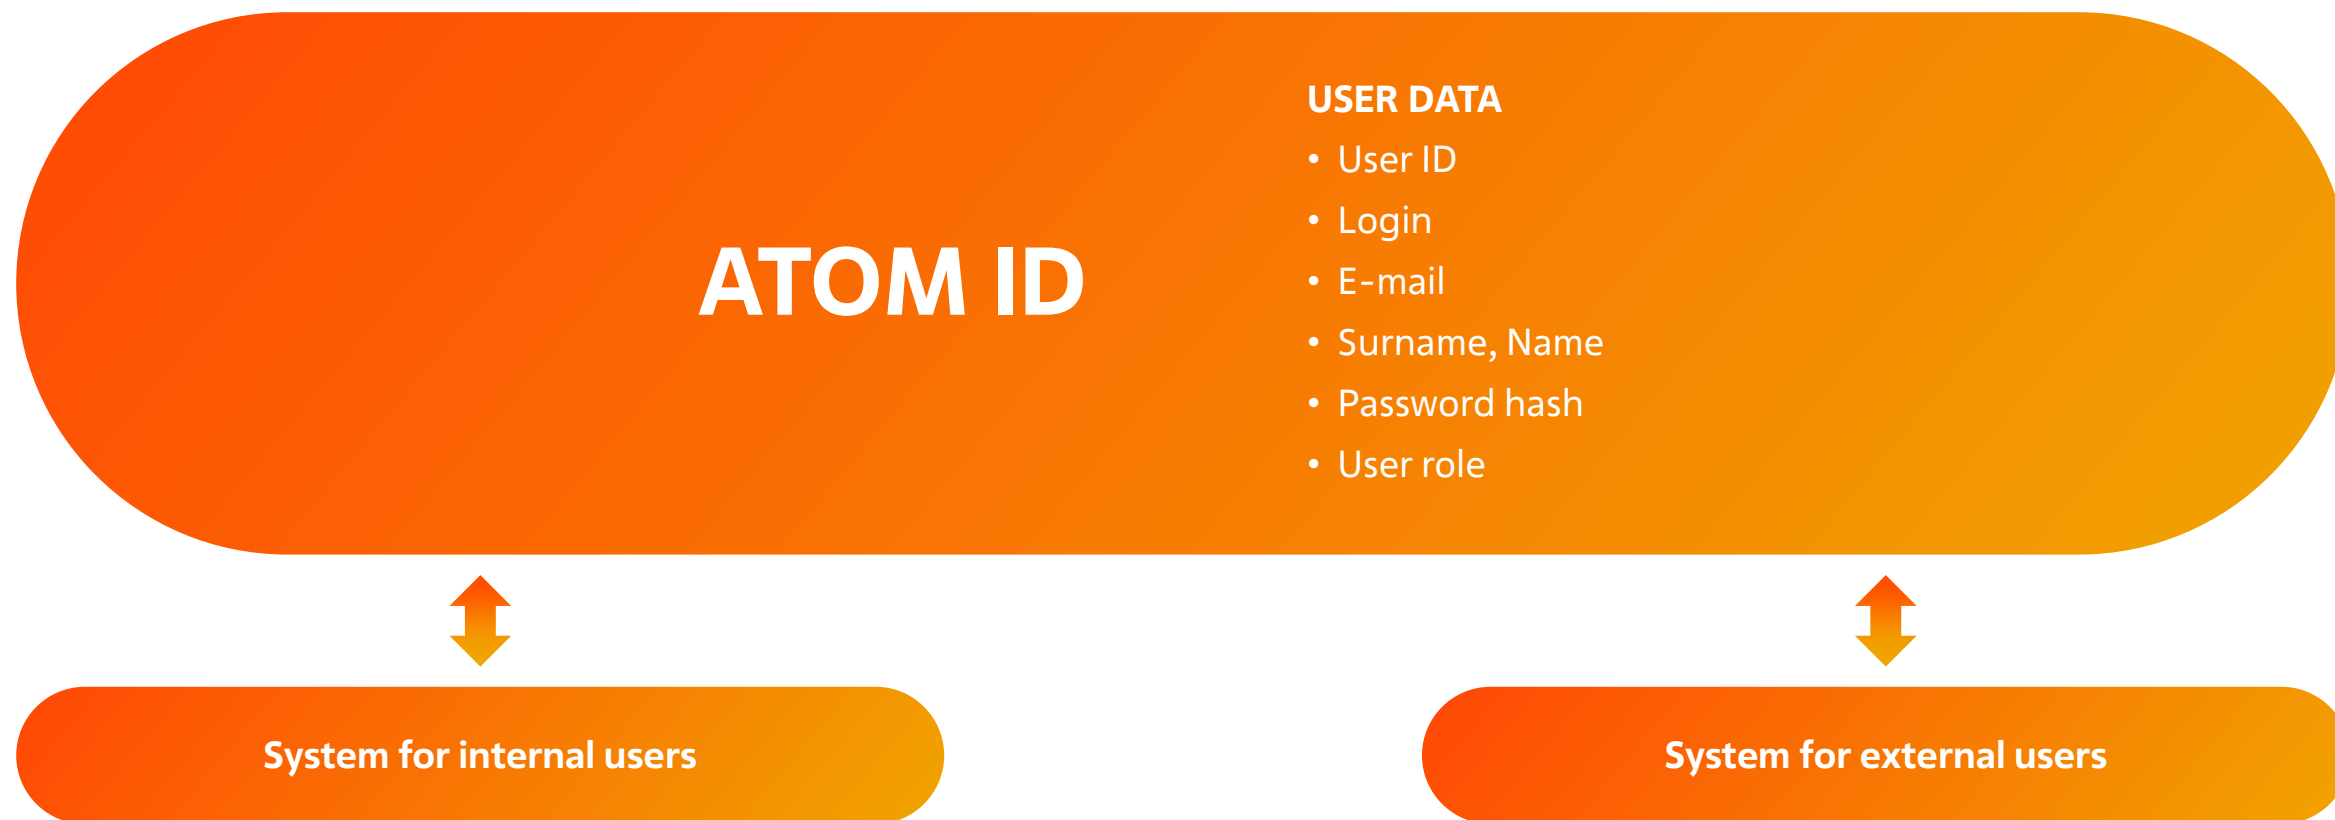 ATOM ID
USER DATA
• User ID
• Login
• E-mail
• Surname, Name
• Password hash
• User role
System for internal users
System for external users